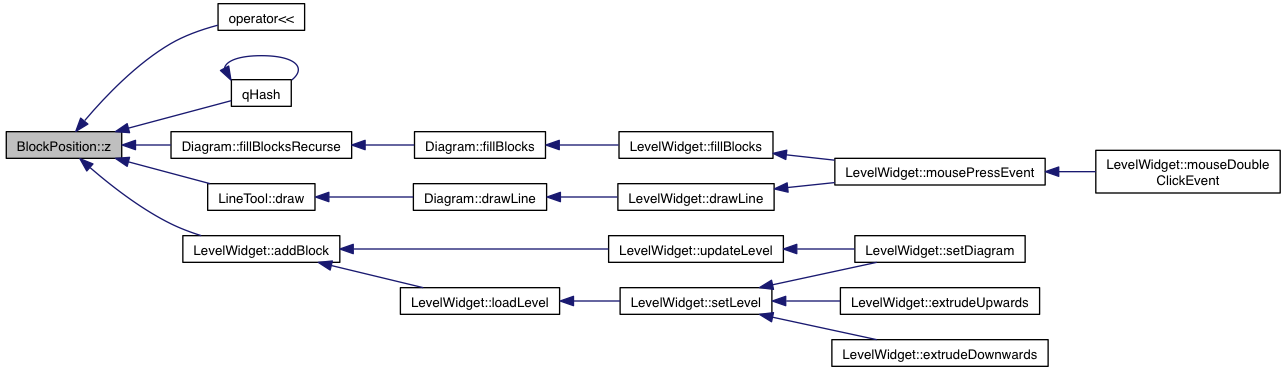 operator<<
qHash
BlockPosition::z
Diagram::fillBlocksRecurse
Diagram::fillBlocks
LevelWidget::fillBlocks
LevelWidget::mousePressEvent
LevelWidget::mouseDouble
ClickEvent
LineTool::draw
Diagram::drawLine
LevelWidget::drawLine
LevelWidget::addBlock
LevelWidget::updateLevel
LevelWidget::setDiagram
LevelWidget::loadLevel
LevelWidget::setLevel
LevelWidget::extrudeUpwards
LevelWidget::extrudeDownwards